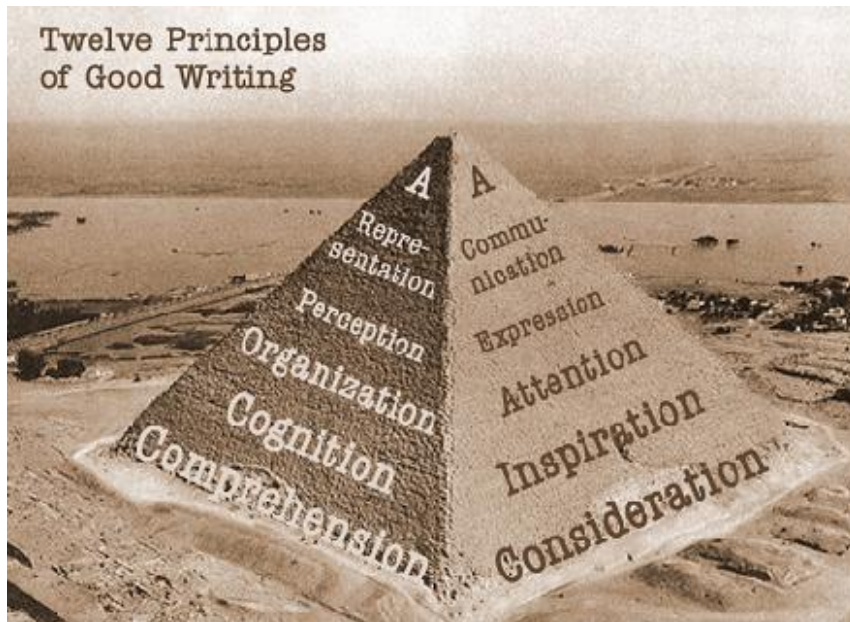 Twelve Principles
of Good Writing
A
Repre-
sentation
Perception
Organization
Cognition
Comprehension
A
Commu-
nication
Expression
Attention
Inspiration
Consideration